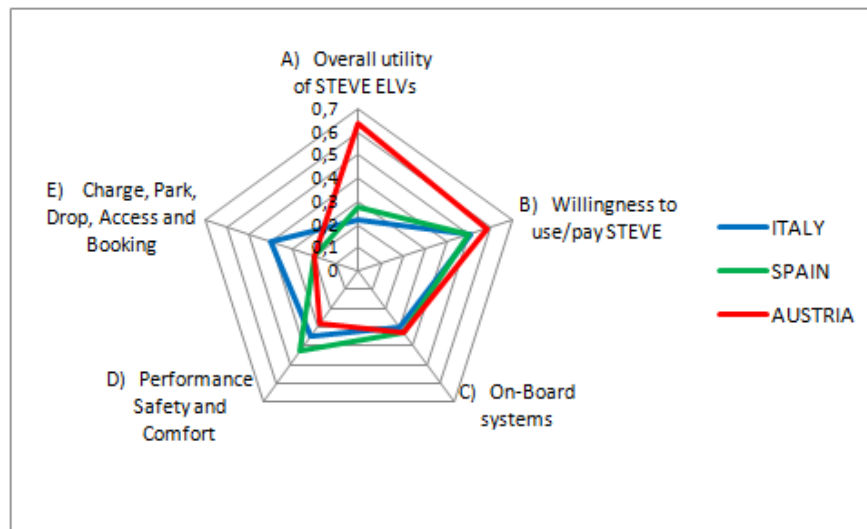 A) Overall utility
of STEVE ELVs
0,7
0,6
0,5
0,4
0,3
0,2
0,1
0
E) Charge, Park,
Drop, Access and
Booking
B) Willingness to
use/pay STEVE
ITALY
SPAIN
AUSTRIA
D) Performance
Safety and
Comfort
C) On-Board
systems